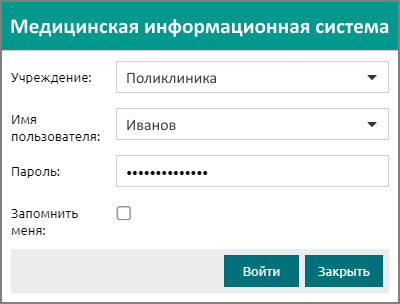 Медицинская информационная система
Учреждение: Поликлиника
Имя
пользователя: Иванов
Пароль: ••••••••••••••
Запомнить
меня:
Войти Закрыть